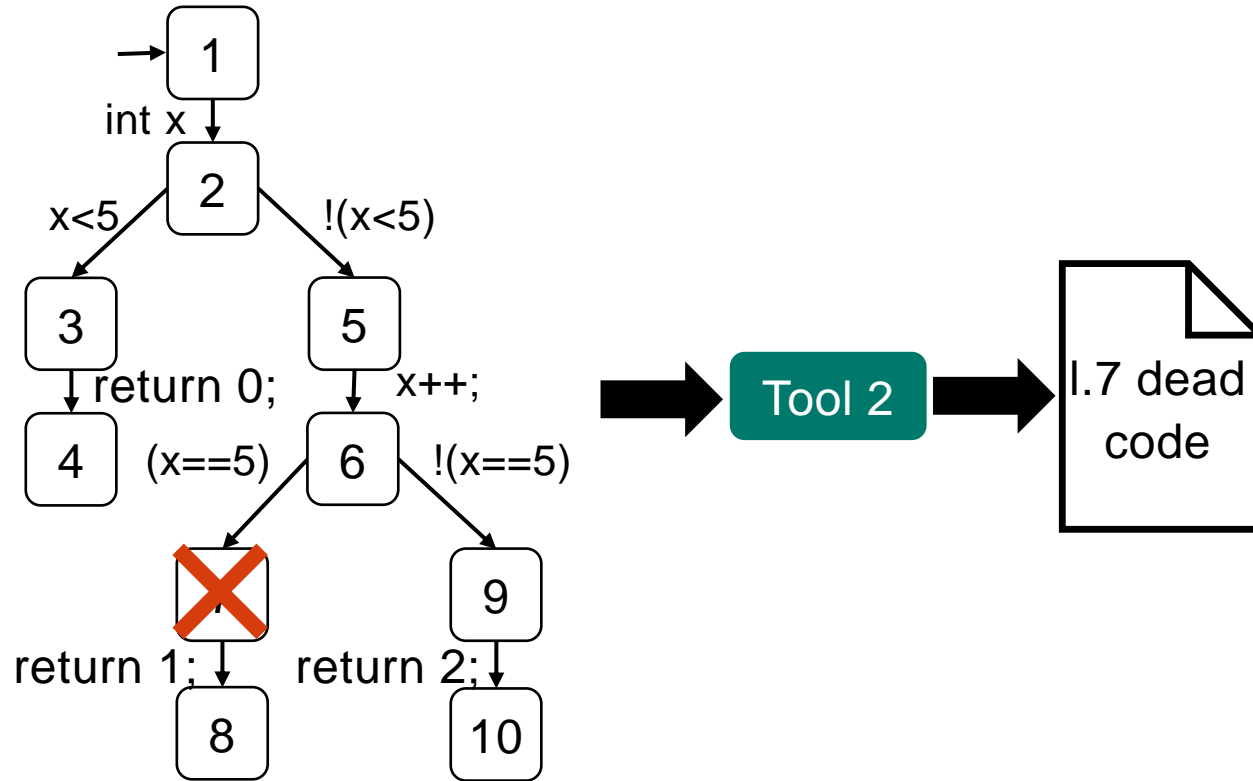 1
int x
2
x<5
!(x<5)
3
5
return 0;
x++;
4
(x==5)
6
!(x==5)
9
return 1;
return 2;
8
10
Tool 2
l.7 dead
code